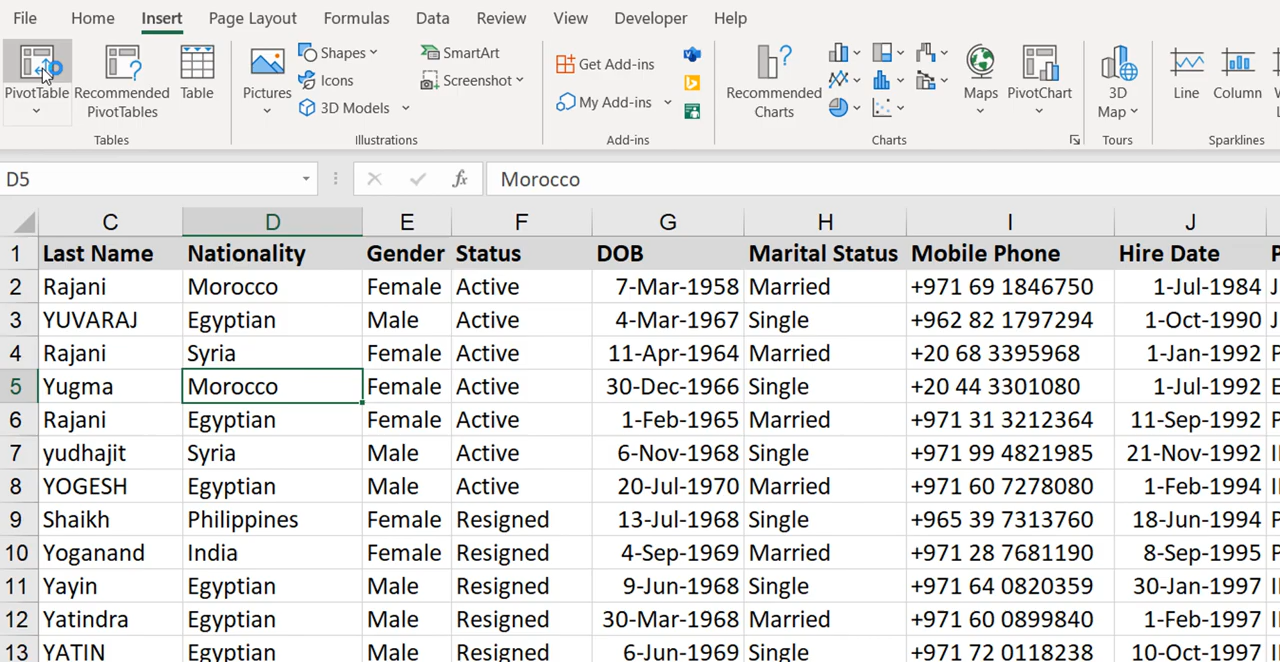 File Home Insert Page Layout Formulas Data Review View Developer Help
PivotTable Recommended PivotTables Table
Tables
Pictures Shapes Icons 3D Models SmartArt Screenshot
Illustrations
Get Add-ins My Add-ins
Add-ins
Recommended Charts Maps PivotChart
Charts
3D Map
Tours
Line Column
Sparklines
D5 fx Morocco
C D E F G H I J
1 Last Name Nationality Gender Status DOB Marital Status Mobile Phone Hire Date
2 Rajani Morocco Female Active 7-Mar-1958 Married +971 69 1846750 1-Jul-1984
3 YUVARAJ Egyptian Male Active 4-Mar-1967 Single +962 82 1797294 1-Oct-1990
4 Rajani Syria Female Active 11-Apr-1964 Married +20 68 3395968 1-Jan-1992
5 Yugma Morocco Female Active 30-Dec-1966 Single +20 44 3301080 1-Jul-1992
6 Rajani Egyptian Female Active 1-Feb-1965 Married +971 31 3212364 11-Sep-1992
7 yudhajit Syria Male Active 6-Nov-1968 Single +971 99 4821985 21-Nov-1992
8 YOGESH Egyptian Male Active 20-Jul-1970 Married +971 60 7278080 1-Feb-1994
9 Shaikh Philippines Female Resigned 13-Jul-1968 Single +965 39 7313760 18-Jun-1994
10 Yoganand India Female Resigned 4-Sep-1969 Married +971 28 7681190 8-Sep-1995
11 Yayin Egyptian Male Resigned 9-Jun-1968 Single +971 64 0820359 30-Jan-1997
12 Yatindra Egyptian Male Resigned 30-Mar-1968 Married +971 60 0899840 1-Feb-1997
13 YATIN Egyptian Male Resigned 6-Jun-1969 Single +971 72 0118238 10-Oct-1997